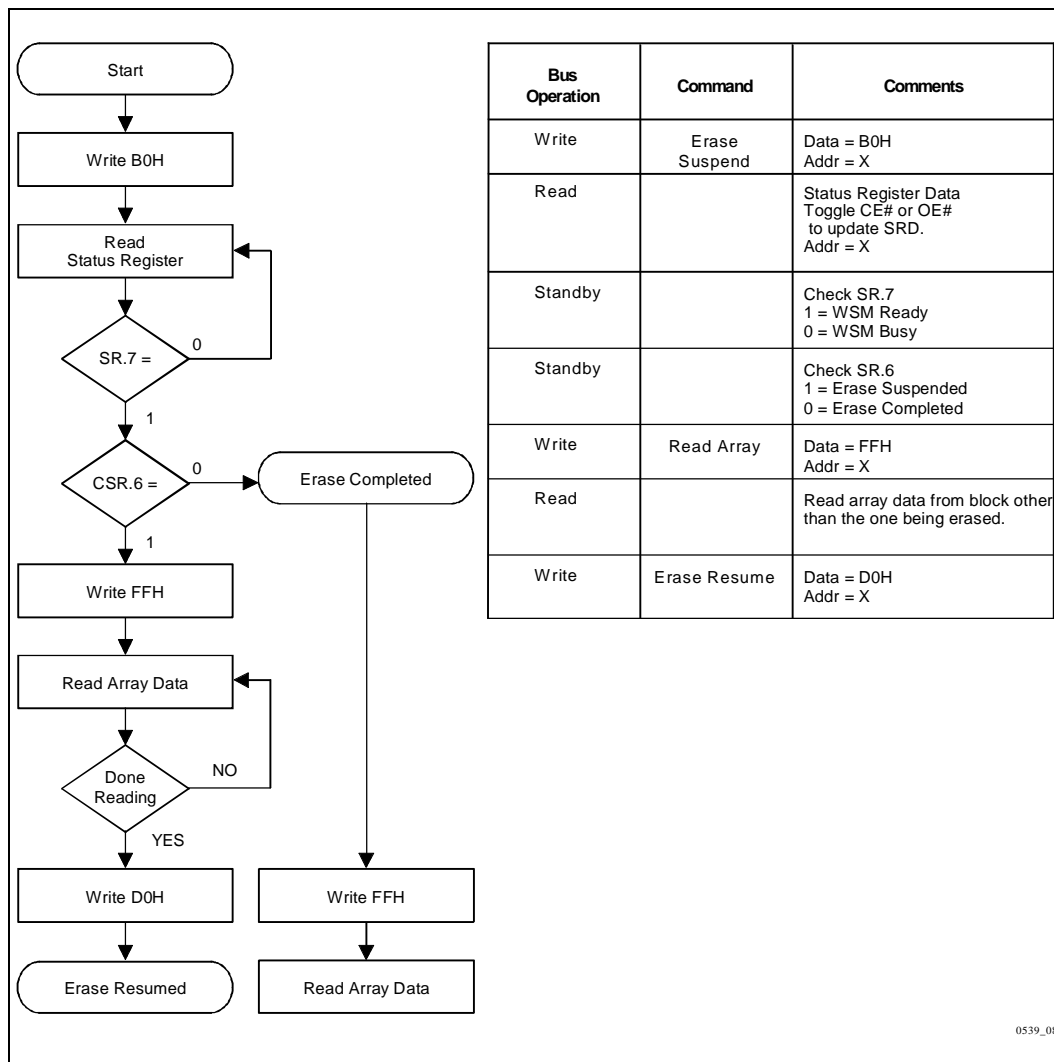 Start
Write B0H
Read
Status Register
SR.7 =
0
1
CSR.6 =
0
Erase Completed
1
Write FFH
Read Array Data
Done
Reading
NO
YES
Write D0H
Write FFH
Erase Resumed
Read Array Data
Bus
Operation
Command
Comments
Write
Erase
Suspend
Data = B0H
Addr = X
Read
Status Register Data
Toggle CE# or OE#
to update SRD.
Addr = X
Standby
Check SR.7
1 = WSM Ready
0 = WSM Busy
Standby
Check SR.6
1 = Erase Suspended
0 = Erase Completed
Write
Read Array
Data = FFH
Addr = X
Read
Read array data from block other
than the one being erased.
Write
Erase Resume
Data = D0H
Addr = X
0539_08